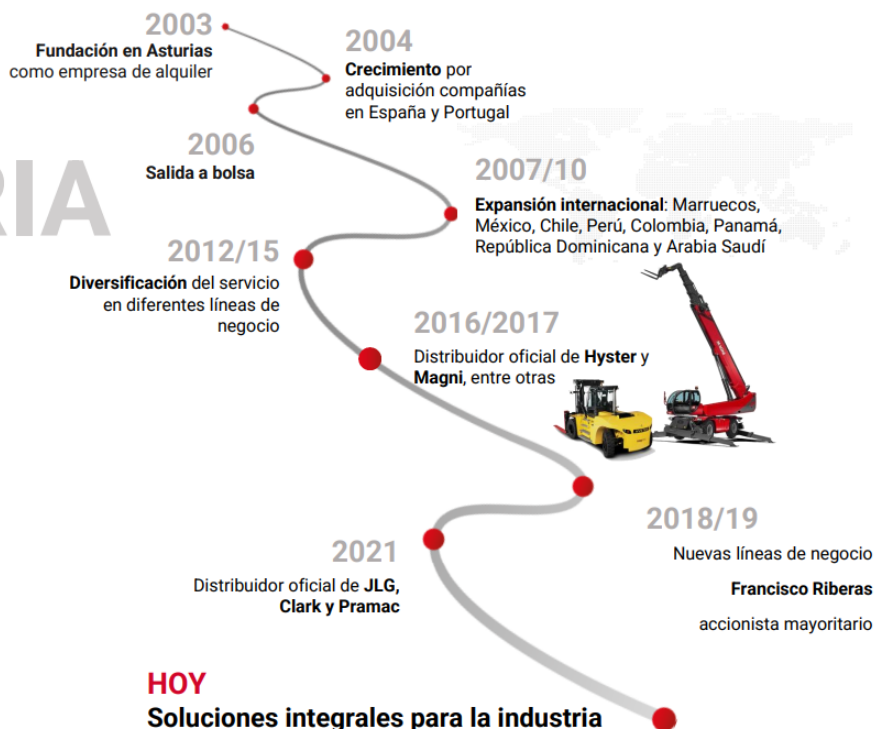 2003
Fundación en Asturias
como empresa de alquiler
2004
Crecimiento por
adquisición compañías
en España y Portugal
2006
Salida a bolsa
RIA
2007/10
Expansión internacional: Marruecos,
México, Chile, Perú, Colombia, Panamá,
República Dominicana y Arabia Saudí
2012/15
Diversificación del servicio
en diferentes líneas de
negocio
2016/2017
Distribuidor oficial de Hyster y
Magni, entre otras
2018/19
Nuevas líneas de negocio
Francisco Riberas
accionista mayoritario
2021
Distribuidor oficial de JLG,
Clark y Pramac
HOY
Soluciones integrales para la industria